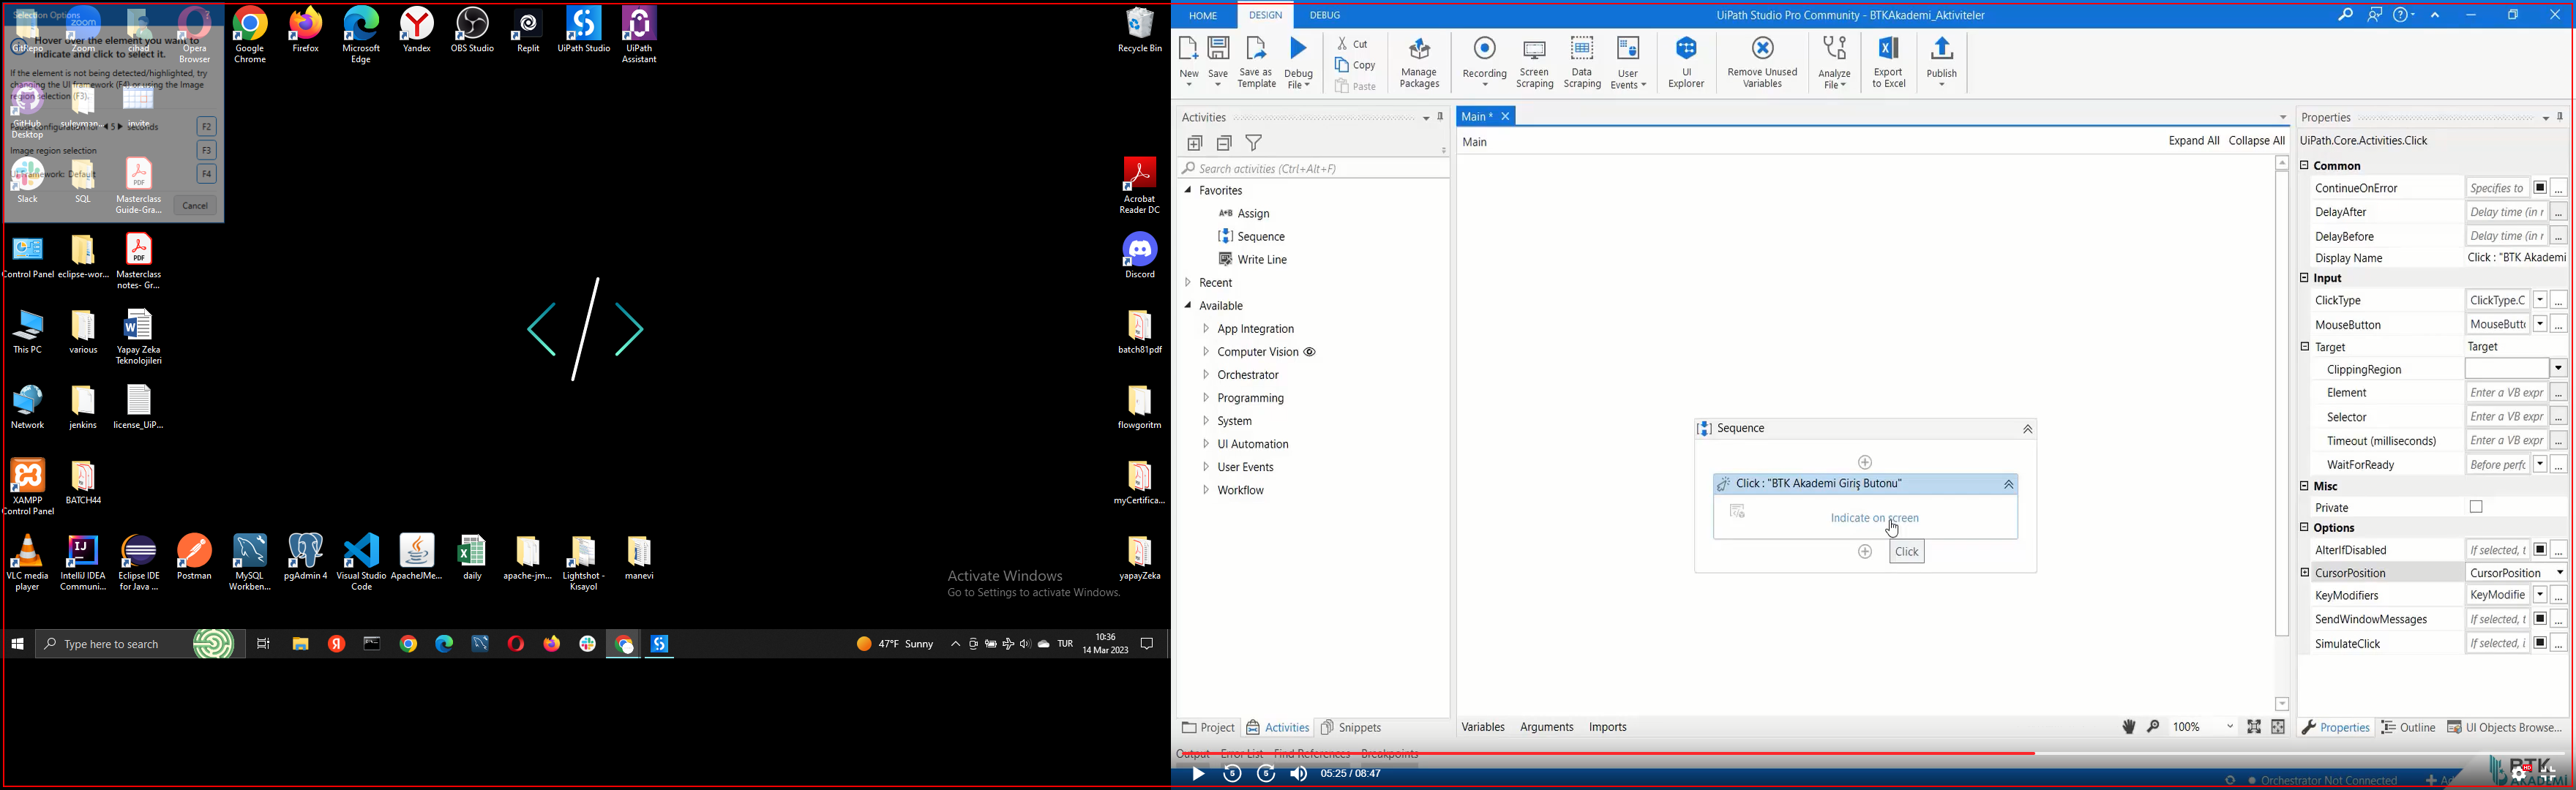 Selection Options
?
Hover over the element you want to
indicate and click to select it.
If the element is not being detected/highlighted, try
changing the UI framework (F4) or using the Image
region selection (F3).
Pause configuration for 5 seconds
F2
Image region selection
F3
UI Framework: Default
F4
Cancel
GitRepo
Zoom
zoom
cihad
Opera
Browser
Google
Chrome
Firefox
Microsoft
Edge
Yandex
OBS Studio
Replit
UiPath Studio
UiPath
Assistant
Recycle Bin
GitHub
Desktop
suleyman...
invite
Slack
SQL
Masterclass
Guide-Gra...
PDF
Acrobat
Reader DC
Control Panel
eclipse-wor...
Masterclass
notes- Gr...
PDF
Discord
This PC
various
Yapay Zeka
Teknolojileri
batch81pdf
Network
jenkins
license_UiP...
flowgoritm
XAMPP
Control Panel
BATCH44
myCertifica...
VLC media
player
IntelliJ IDEA
Communi...
Eclipse IDE
for Java ...
Postman
MySQL
Workben...
pgAdmin 4
Visual Studio
Code
ApacheJMe...
daily
apache-jm...
Lightshot -
Kısayol
manevi
yapayZeka
Activate Windows
Go to Settings to activate Windows.
Type here to search
47°F Sunny
TUR
10:36
14 Mar 2023
HOME
DESIGN
DEBUG
UiPath Studio Pro Community - BTKAkademi_Aktiviteler
New
Save
Save as
Template
Debug
File
Cut
Copy
Paste
Manage
Packages
Recording
Screen
Scraping
Data
Scraping
User
Events
UI
Explorer
Remove Unused
Variables
Analyze
File
Export
to Excel
Publish
Activities
Search activities (Ctrl+Alt+F)
Favorites
A+B Assign
Sequence
Write Line
Recent
Available
App Integration
Computer Vision
Orchestrator
Programming
System
UI Automation
User Events
Workflow
Project
Activities
Snippets
Output
Error List
Find References
Breakpoints
Main *
Main
Expand All
Collapse All
Sequence
Click : "BTK Akademi Giriş Butonu"
Indicate on screen
Click
Variables
Arguments
Imports
100%
Properties
UiPath.Core.Activities.Click
Common
ContinueOnError
Specifies to
DelayAfter
Delay time (in r
DelayBefore
Delay time (in r
Display Name
Click : "BTK Akademi
Input
ClickType
ClickType.C
MouseButton
MouseButt
Target
Target
ClippingRegion
Element
Enter a VB expr
Selector
Enter a VB expr
Timeout (milliseconds)
Enter a VB expr
WaitForReady
Before perfo
Misc
Private
Options
AlterIfDisabled
If selected, t
CursorPosition
CursorPosition
KeyModifiers
KeyModifie
SendWindowMessages
If selected, t
SimulateClick
If selected, i
Properties
Outline
UI Objects Browse...
5
5
05:25 / 08:47
Orchestrator Not Connected
HD
BTK
AKADEMİ